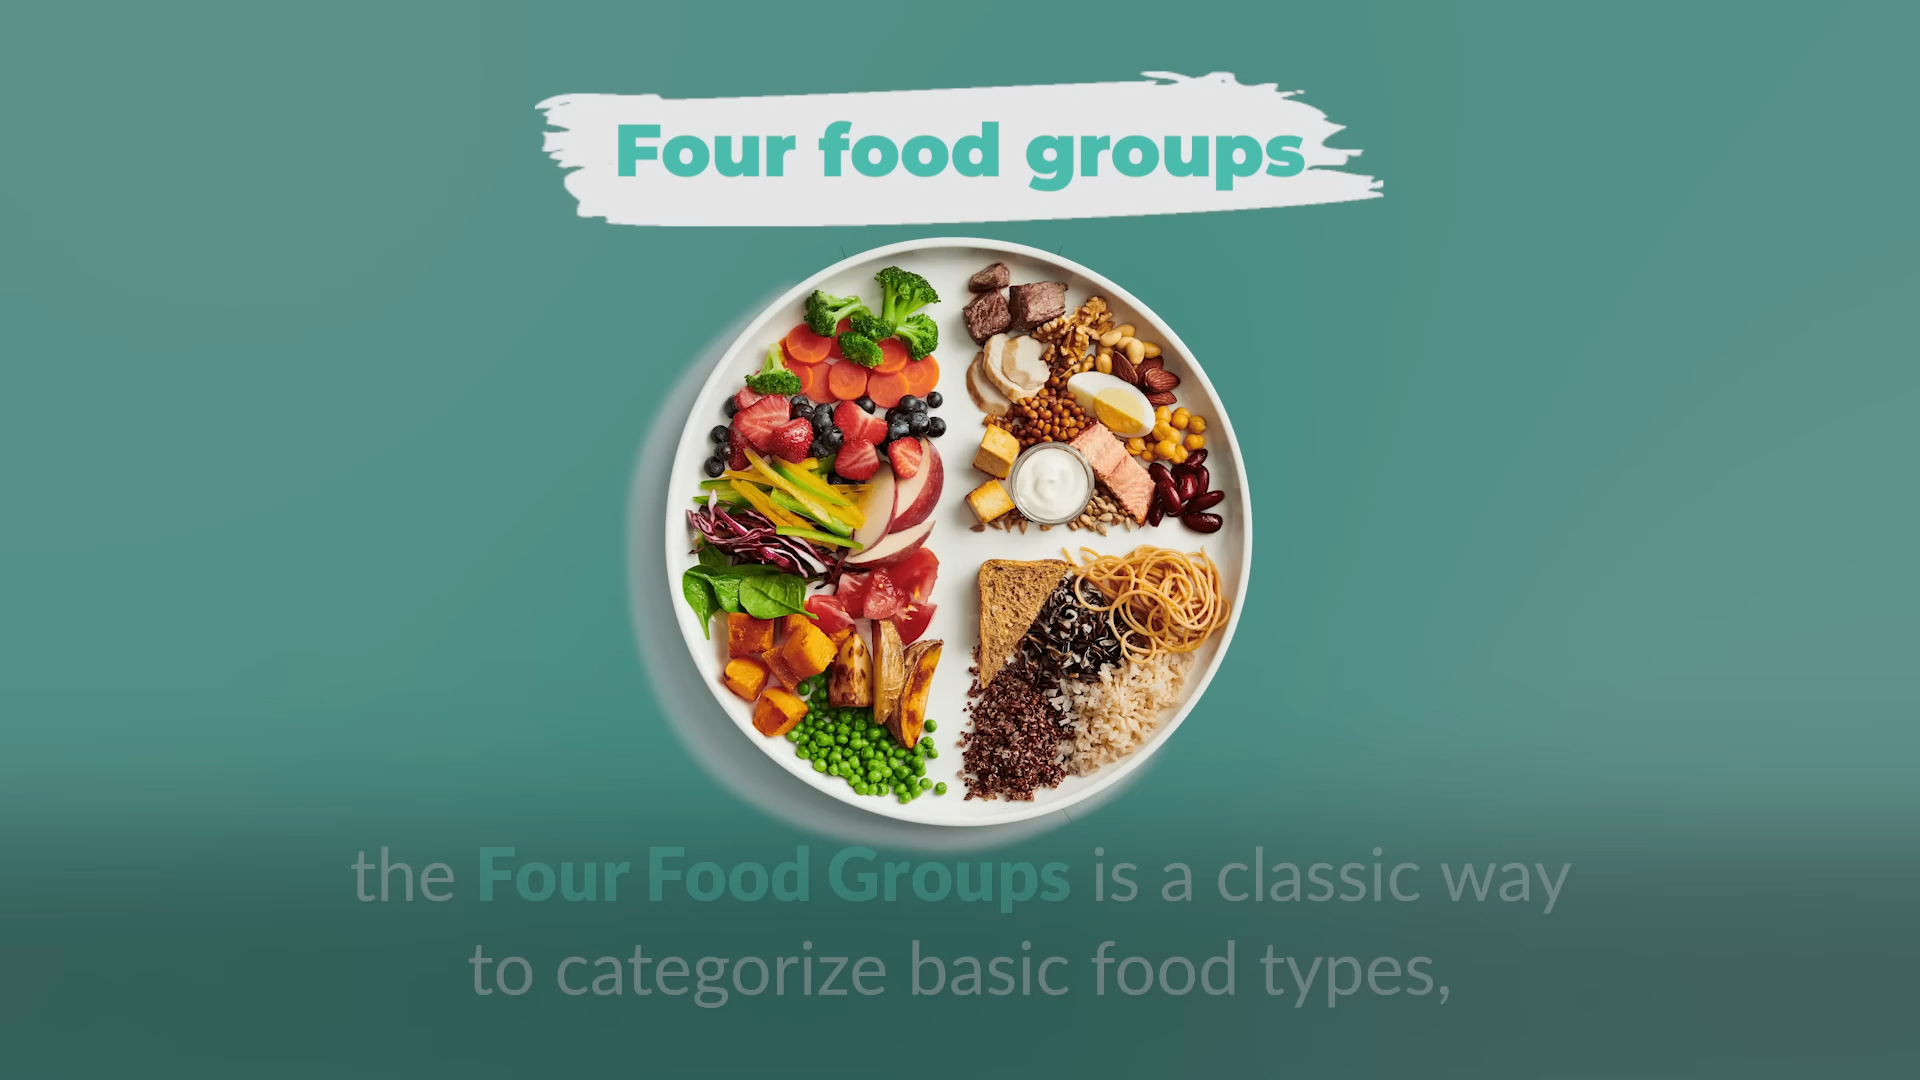 Four food groups
the Four Food Groups is a classic way
to categorize basic food types,